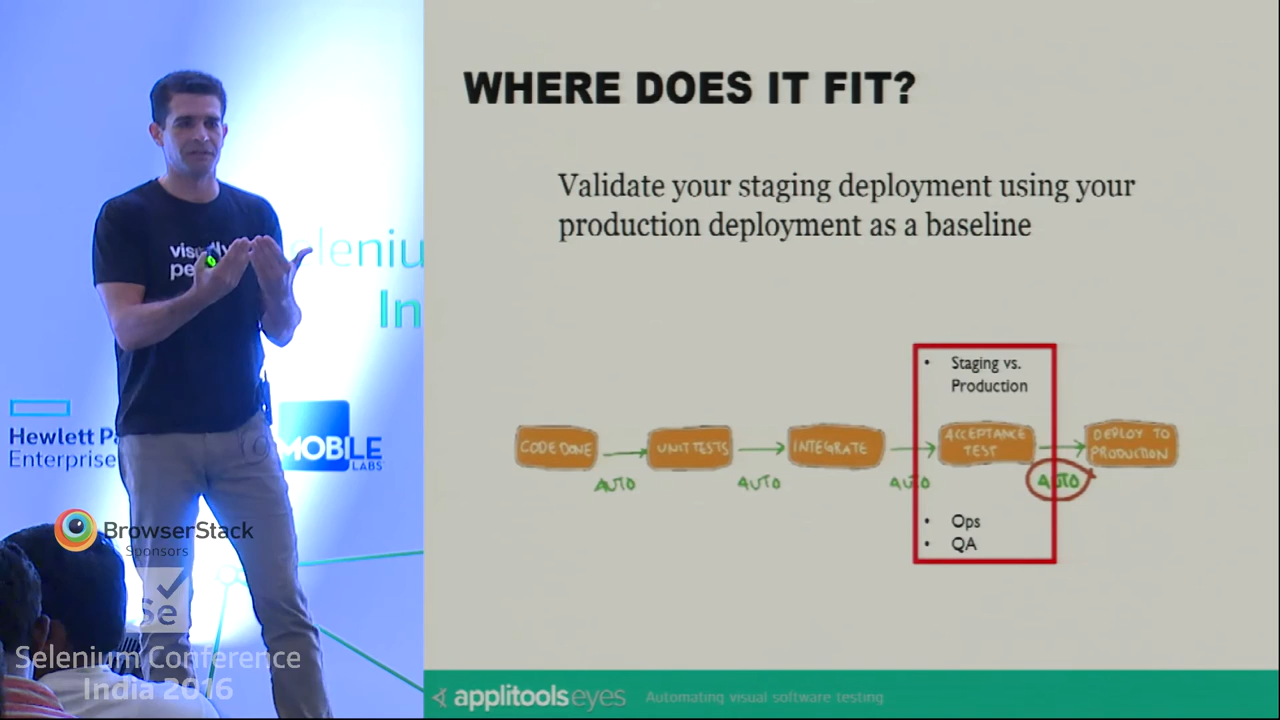 WHERE DOES IT FIT?
Validate your staging deployment using your
production deployment as a baseline
• Staging vs.
Production
CODE DONE
UNIT TESTS
INTEGRATE
ACCEPTANCE
TEST
DEPLOY TO
PRODUCTION
AUTO
AUTO
AUTO
AUTO
• Ops
• QA
applitools eyes
Automating visual software testing
In
Hewlett
Enterprise
MOBILE
LABS
BrowserStack
Sponsors
Se
Selenium Conference
India 2016